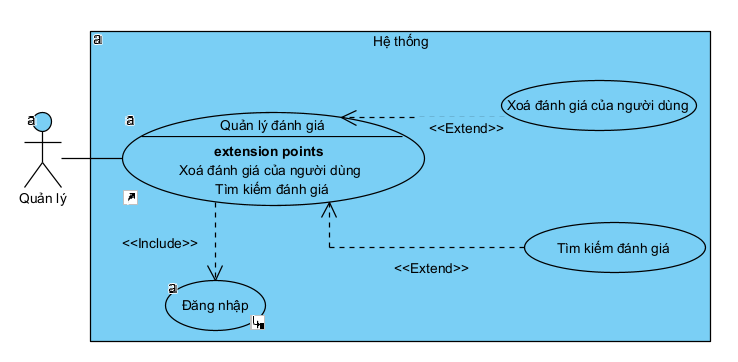 a
Hệ thống
Xoá đánh giá của người dùng
a
a
Quản lý đánh giá
<<Extend>>
extension points
Xoá đánh giá của người dùng
Tìm kiếm đánh giá
Quản lý
<<Include>>
Tìm kiếm đánh giá
<<Extend>>
a
Đăng nhập